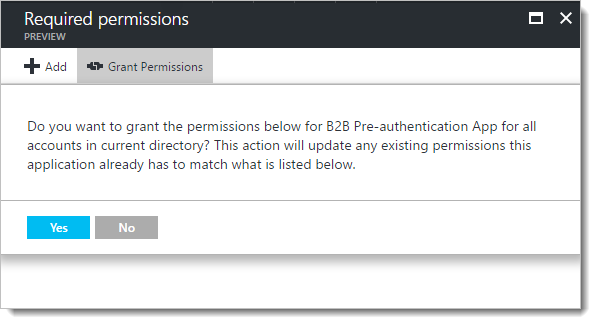 Required permissions
PREVIEW
Add
Grant Permissions
Do you want to grant the permissions below for B2B Pre-authentication App for all
accounts in current directory? This action will update any existing permissions this
application already has to match what is listed below.
Yes
No